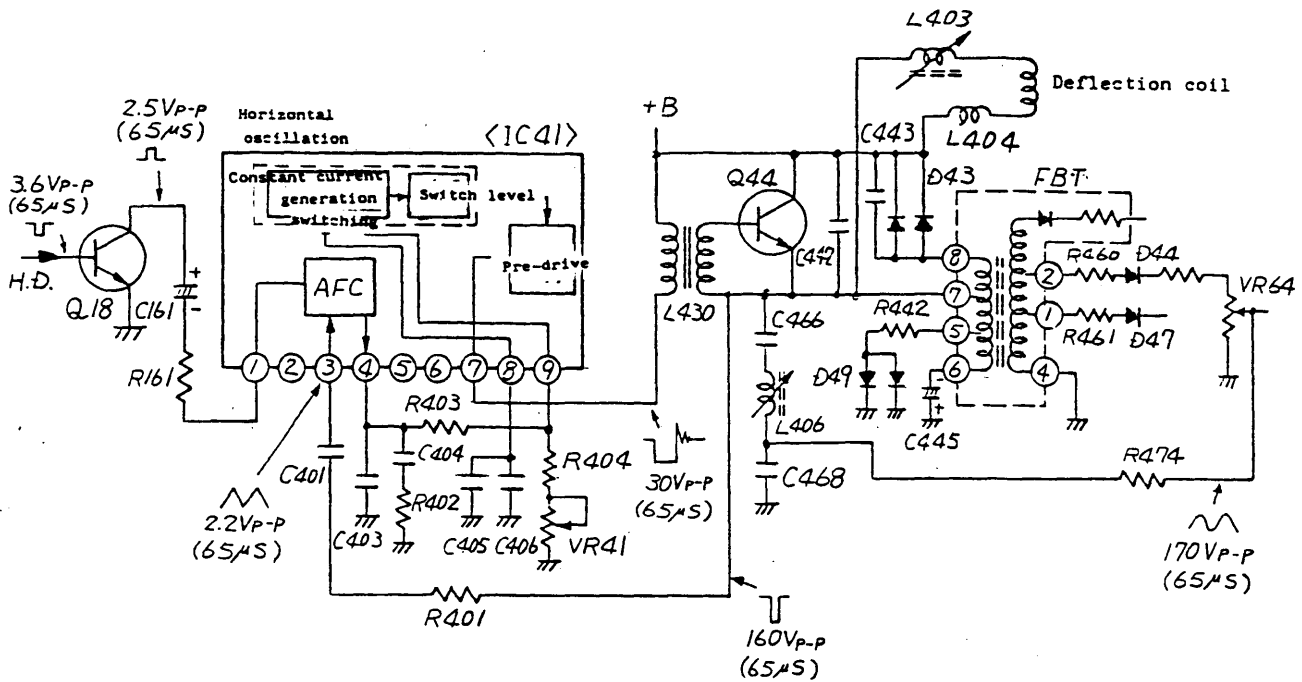 L403
Deflection coil
L404
+B
2.5VP-P
(65μS)
Horizontal
oscillation
<IC41>
C443
D43
Q44
FBT
3.6VP-P
(65μS)
H.D.
Constant current
generation
switching
Switch level
Pre-drive
AFC
Q18
C161
R161
L430
C442
8
7
5
6
2
1
4
R460
D44
R461
D47
VR64
R442
D49
C445
C466
L406
C468
R474
1
2
3
4
5
6
7
8
9
R403
C404
R402
C403
C401
C405
C406
R404
VR41
2.2VP-P
(65μS)
30VP-P
(65μS)
R401
160VP-P
(65μS)
170VP-P
(65μS)